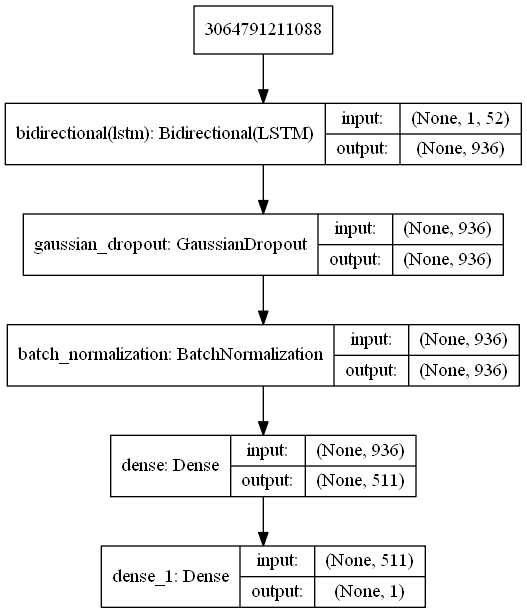 3064791211088
bidirectional(lstm): Bidirectional(LSTM)
input: (None, 1, 52)
output: (None, 936)
gaussian_dropout: GaussianDropout
input: (None, 936)
output: (None, 936)
batch_normalization: BatchNormalization
input: (None, 936)
output: (None, 936)
dense: Dense
input: (None, 936)
output: (None, 511)
dense_1: Dense
input: (None, 511)
output: (None, 1)